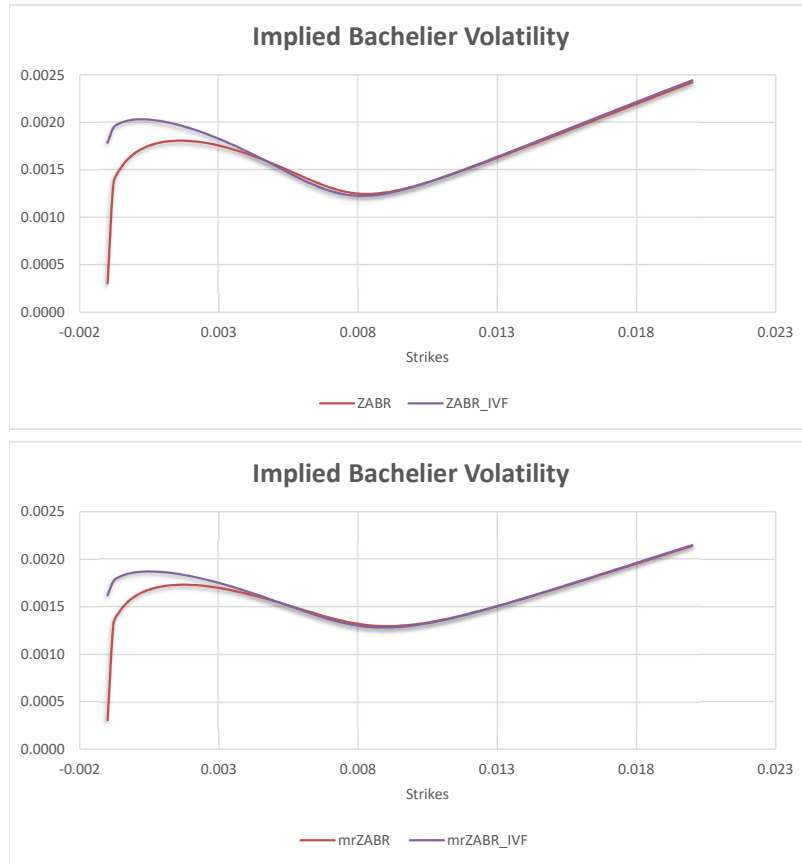 Implied Bachelier Volatility
0.0025
0.0020
0.0015
0.0010
0.0005
0.0000
-0.002 0.003 0.008 0.013 0.018 0.023
Strikes
ZABR ZABR_IVF
Implied Bachelier Volatility
0.0025
0.0020
0.0015
0.0010
0.0005
0.0000
-0.002 0.003 0.008 0.013 0.018 0.023
Strikes
mrZABR mrZABR_IVF